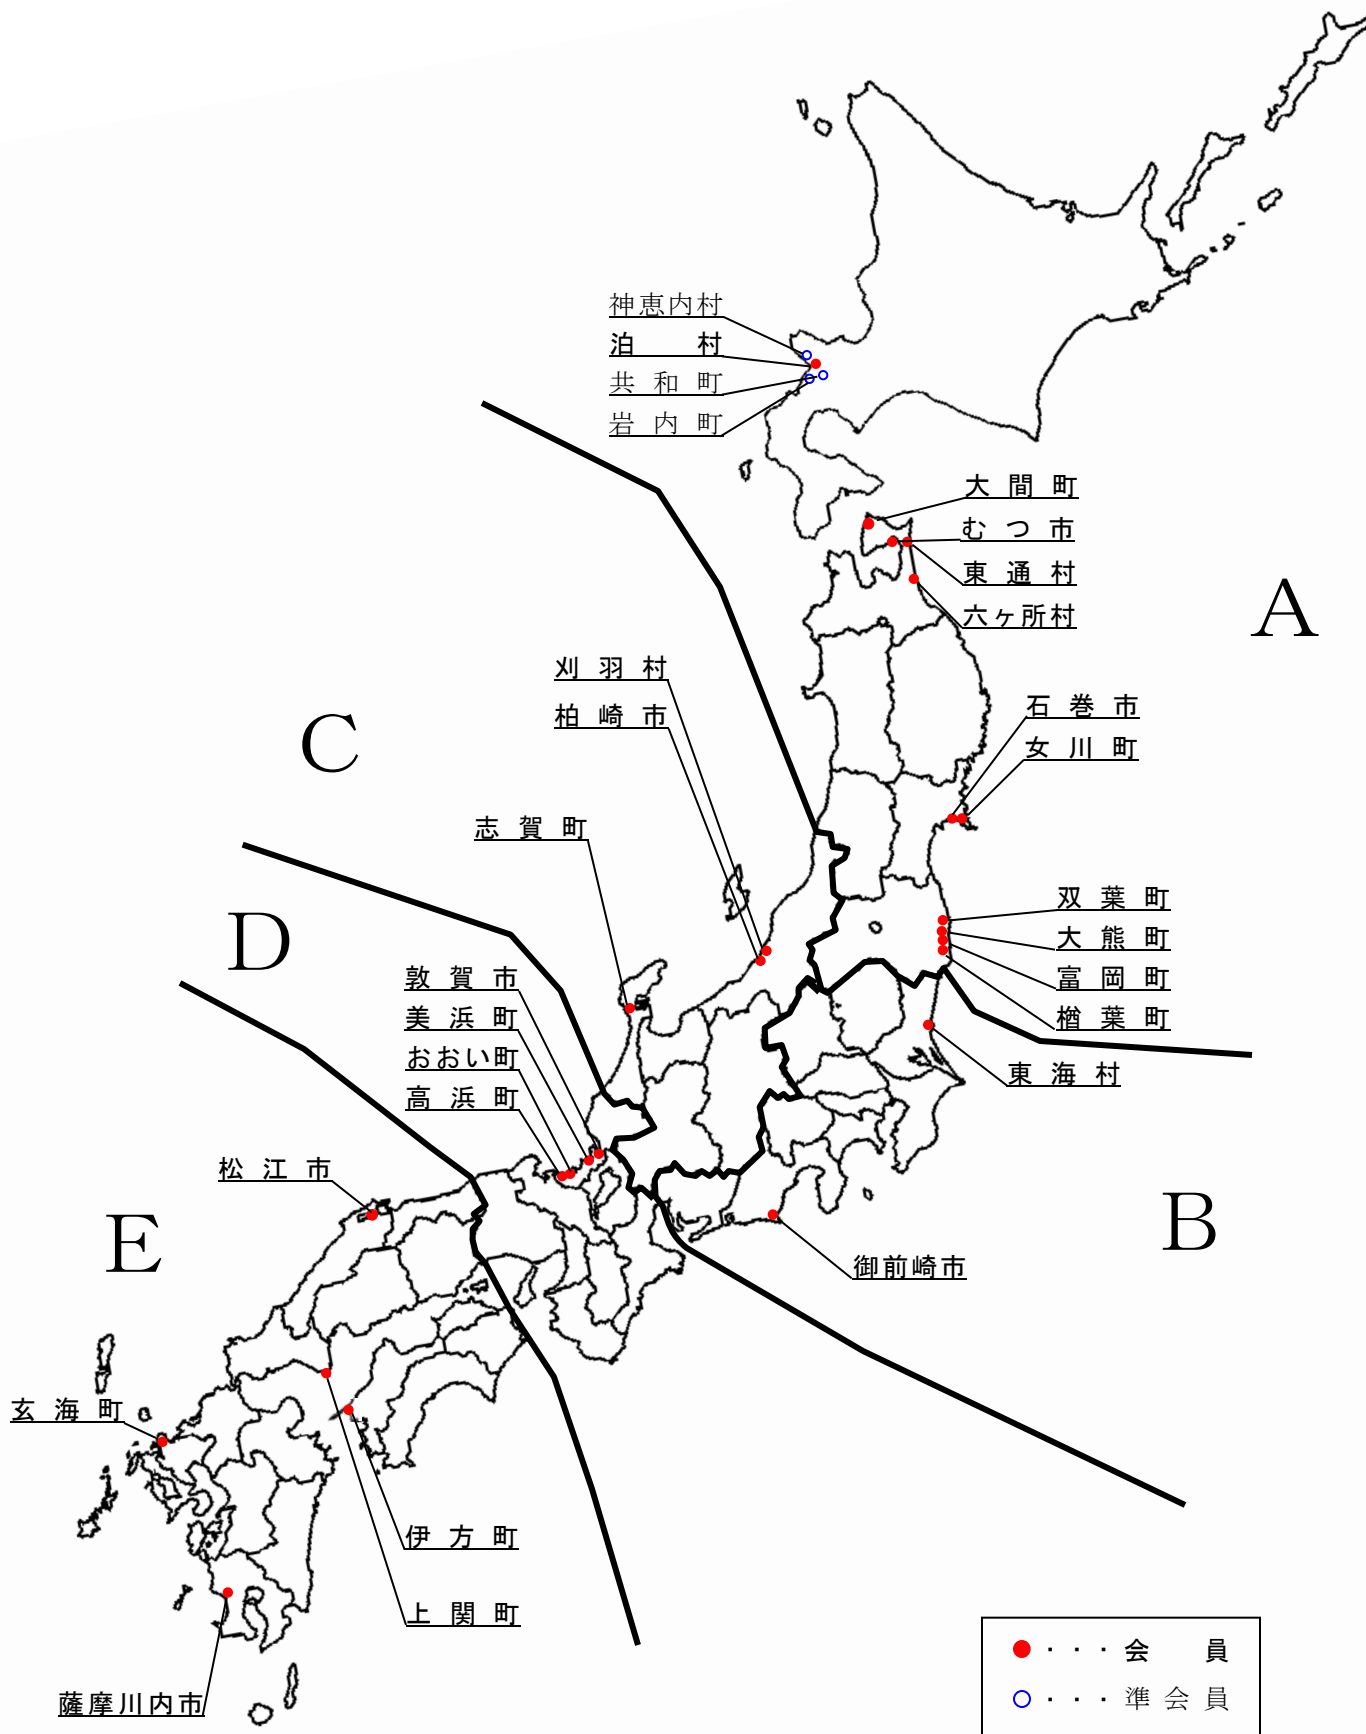 神恵内村
泊　　村
共 和 町
岩 内 町
大 間 町
む つ 市
東 通 村
六ヶ所村
A
刈 羽 村
柏 崎 市
石 巻 市
女 川 町
C
志 賀 町
双 葉 町
大 熊 町
富 岡 町
楢 葉 町
D
敦 賀 市
美 浜 町
おおい町
高 浜 町
東 海 村
松 江 市
B
E
御前崎市
玄 海 町
伊 方 町
上 関 町
薩摩川内市
●・・・会　員
○・・・準会員